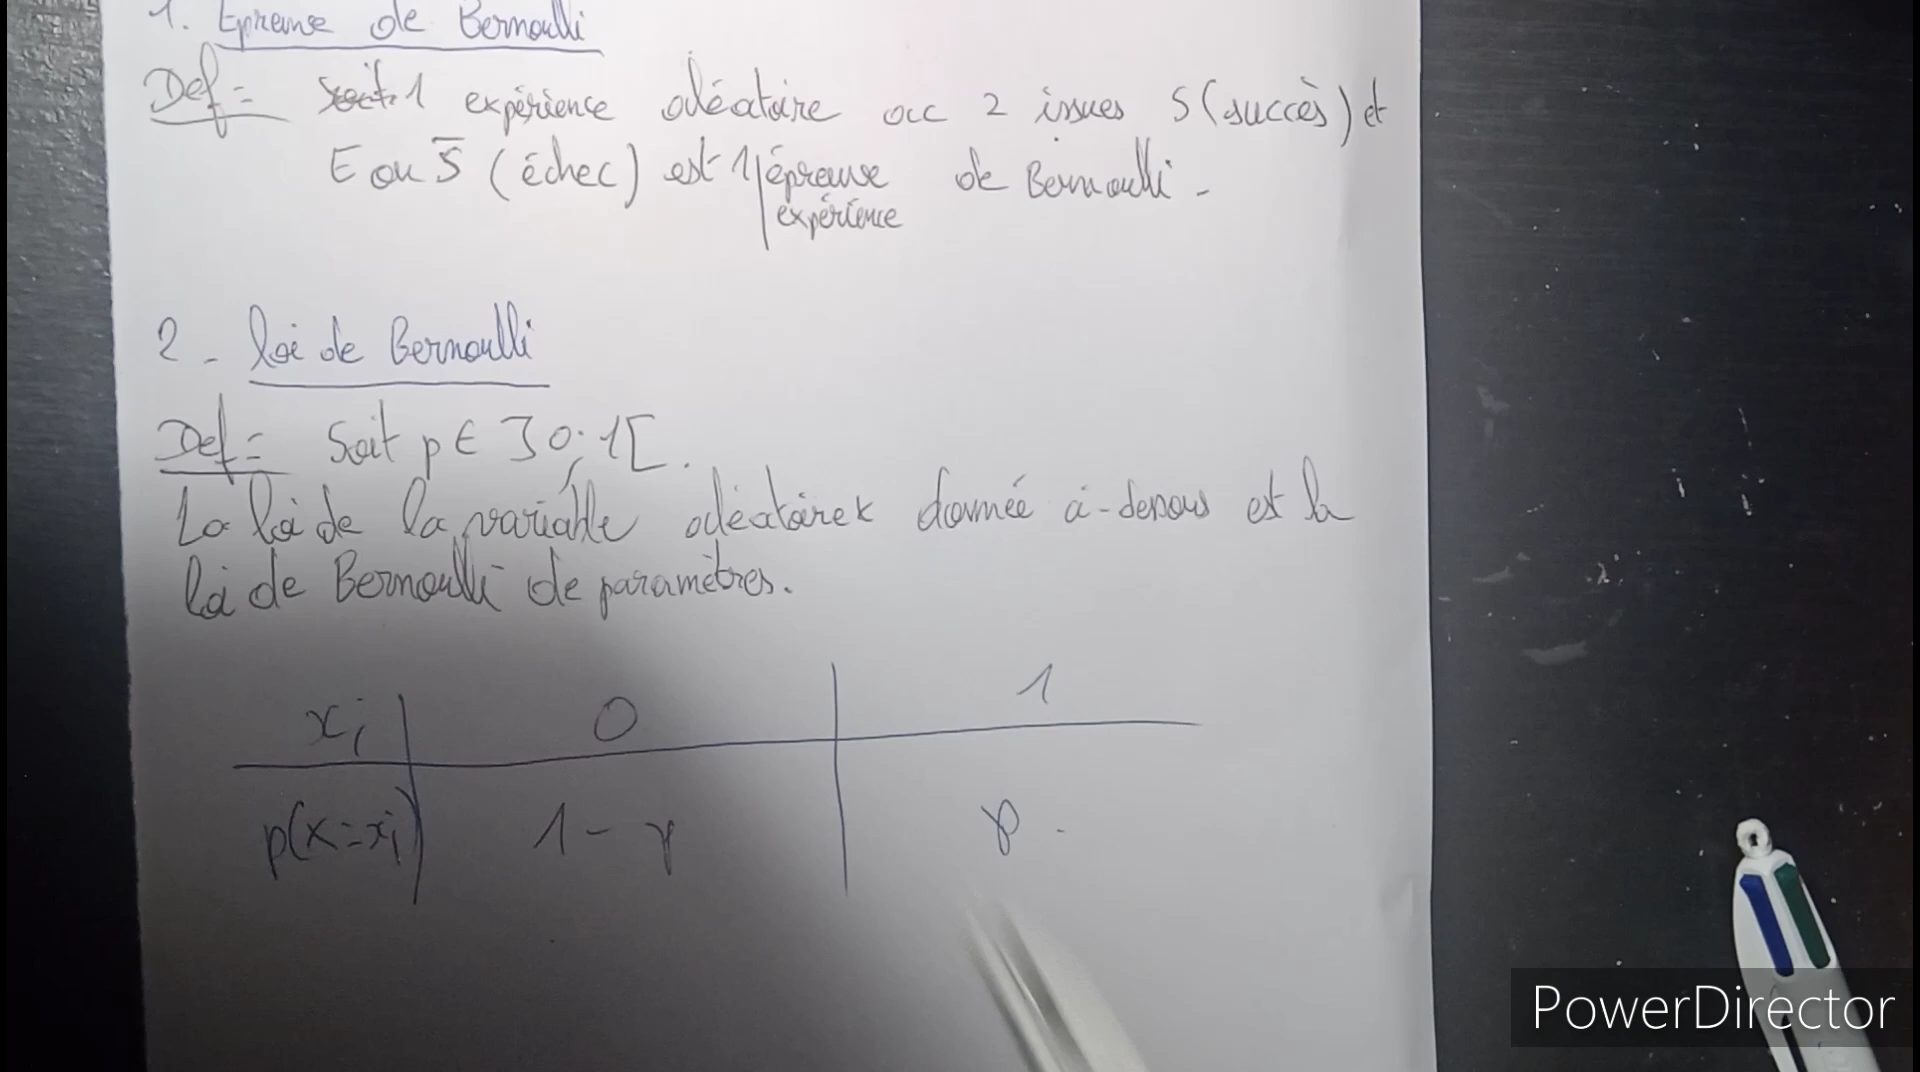 1. Epreuve de Bernoulli
Def = 1 expérience aléatoire acc 2 issues S (succès) et
E ou S̅ (échec) est 1 épreuve de Bernoulli -
expérience
2 - loi de Bernoulli
Def = Soit p ∈ ]0;1[.
La loi de la variable aléatoire X donnée ci-dessous est la
loi de Bernoulli de paramètres.
xi | 0 | 1
p(X=xi) | 1 - p | p.
PowerDirector